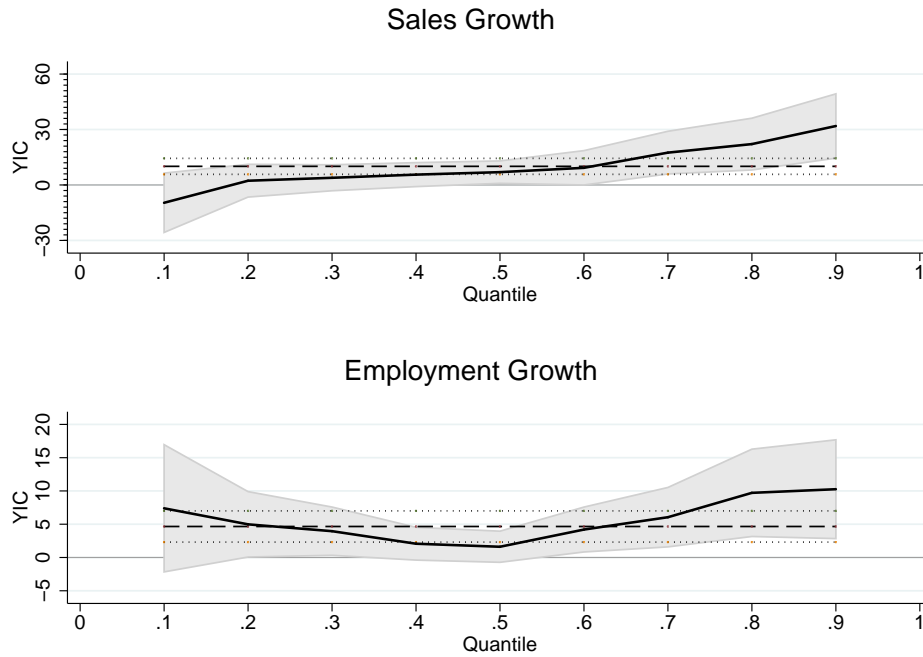 Sales Growth
YIC
60
30
0
−30
0 .1 .2 .3 .4 .5 .6 .7 .8 .9 1
Quantile
Employment Growth
YIC
20
15
10
5
0
−5
0 .1 .2 .3 .4 .5 .6 .7 .8 .9 1
Quantile